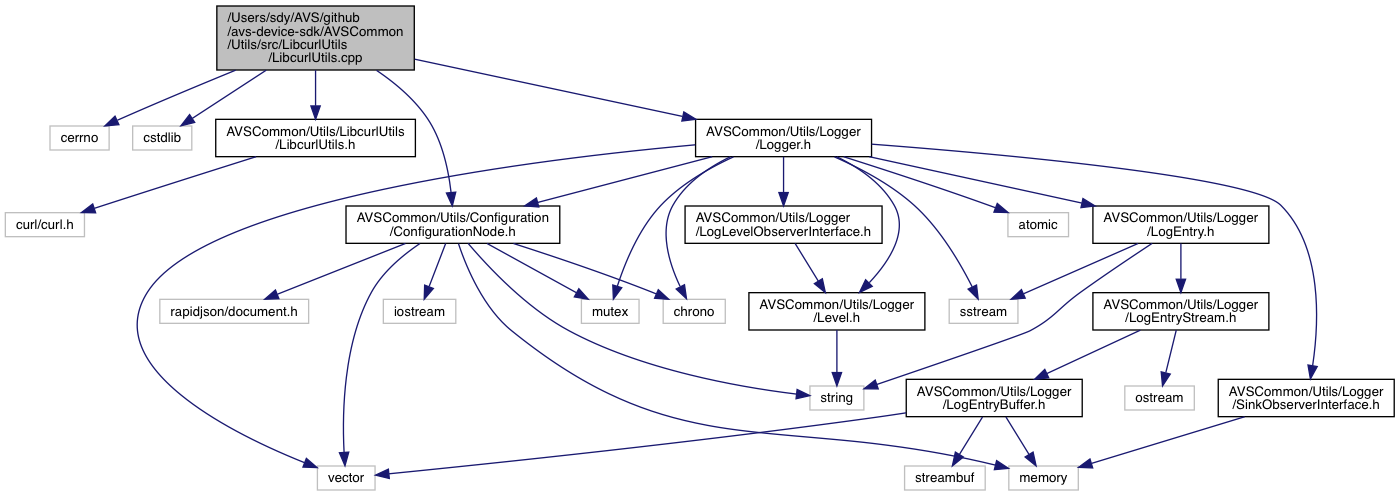 /Users/sdy/AVS/github
/avs-device-sdk/AVSCommon
/Utils/src/LibcurlUtils
/LibcurlUtils.cpp
cerrno
cstdlib
AVSCommon/Utils/LibcurlUtils
/LibcurlUtils.h
AVSCommon/Utils/Logger
/Logger.h
curl/curl.h
AVSCommon/Utils/Configuration
/ConfigurationNode.h
AVSCommon/Utils/Logger
/LogLevelObserverInterface.h
atomic
AVSCommon/Utils/Logger
/LogEntry.h
rapidjson/document.h
iostream
mutex
chrono
AVSCommon/Utils/Logger
/Level.h
sstream
AVSCommon/Utils/Logger
/LogEntryStream.h
string
AVSCommon/Utils/Logger
/LogEntryBuffer.h
ostream
AVSCommon/Utils/Logger
/SinkObserverInterface.h
vector
streambuf
memory